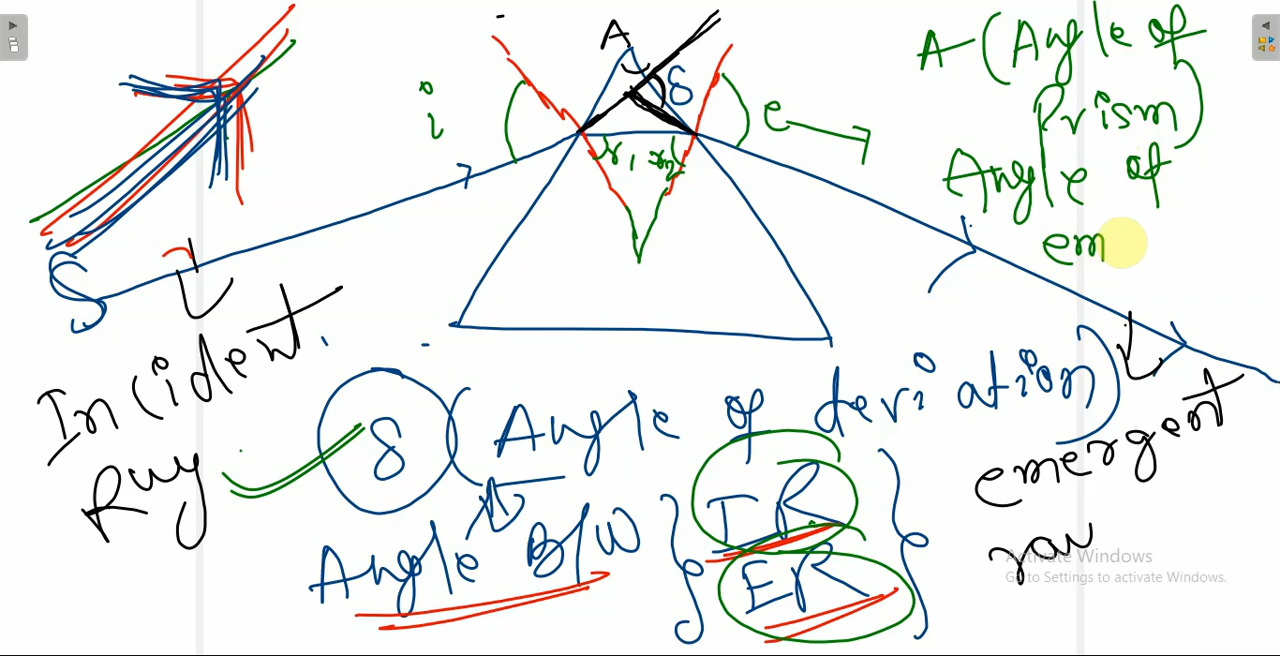 A
δ
i
e
r₁ r₂
A (Angle of
Prism)
Angle of
em
S
i
Incident
Ray
δ (Angle of deviation)
Angle B/W { IR
ER }
emergent
ray
Activate Windows
Go to Settings to activate Windows.